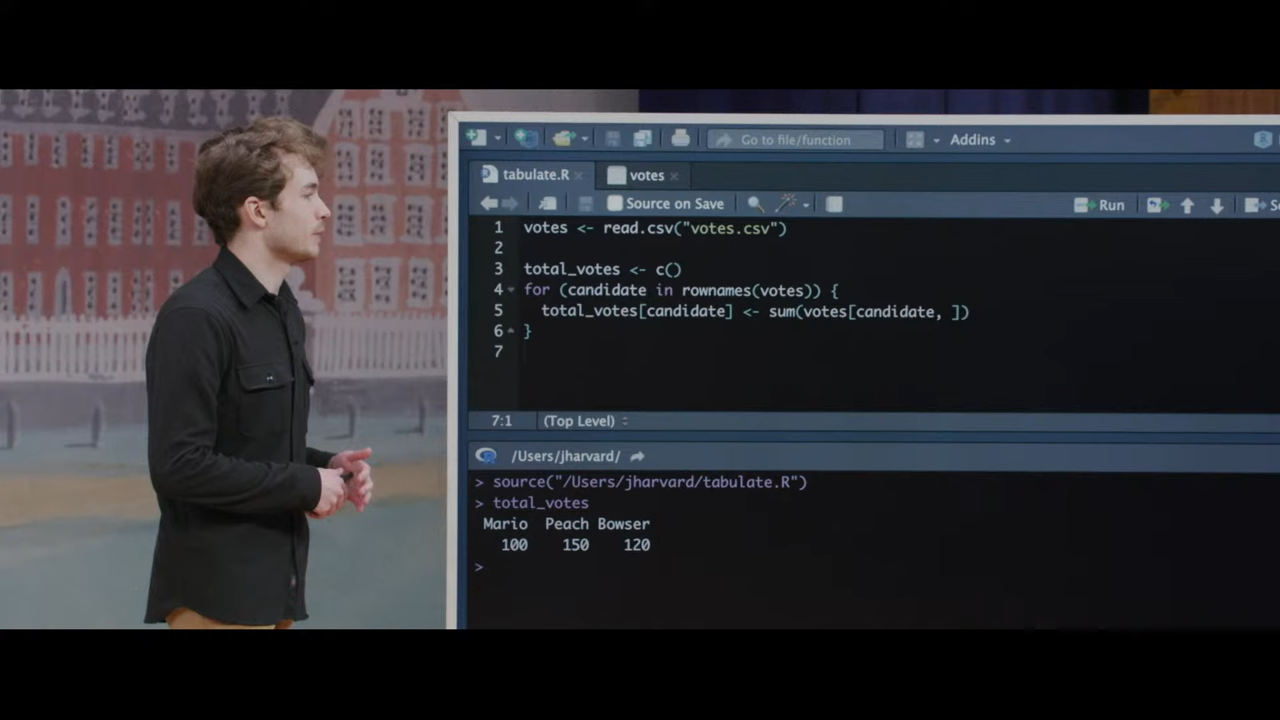 Go to file/function
Addins
tabulate.R
votes
Source on Save
Run
1 votes <- read.csv("votes.csv")
2
3 total_votes <- c()
4 for (candidate in rownames(votes)) {
5 total_votes[candidate] <- sum(votes[candidate, ])
6 }
7
7:1 (Top Level)
/Users/jharvard/
> source("/Users/jharvard/tabulate.R")
> total_votes
Mario Peach Bowser
100 150 120
>